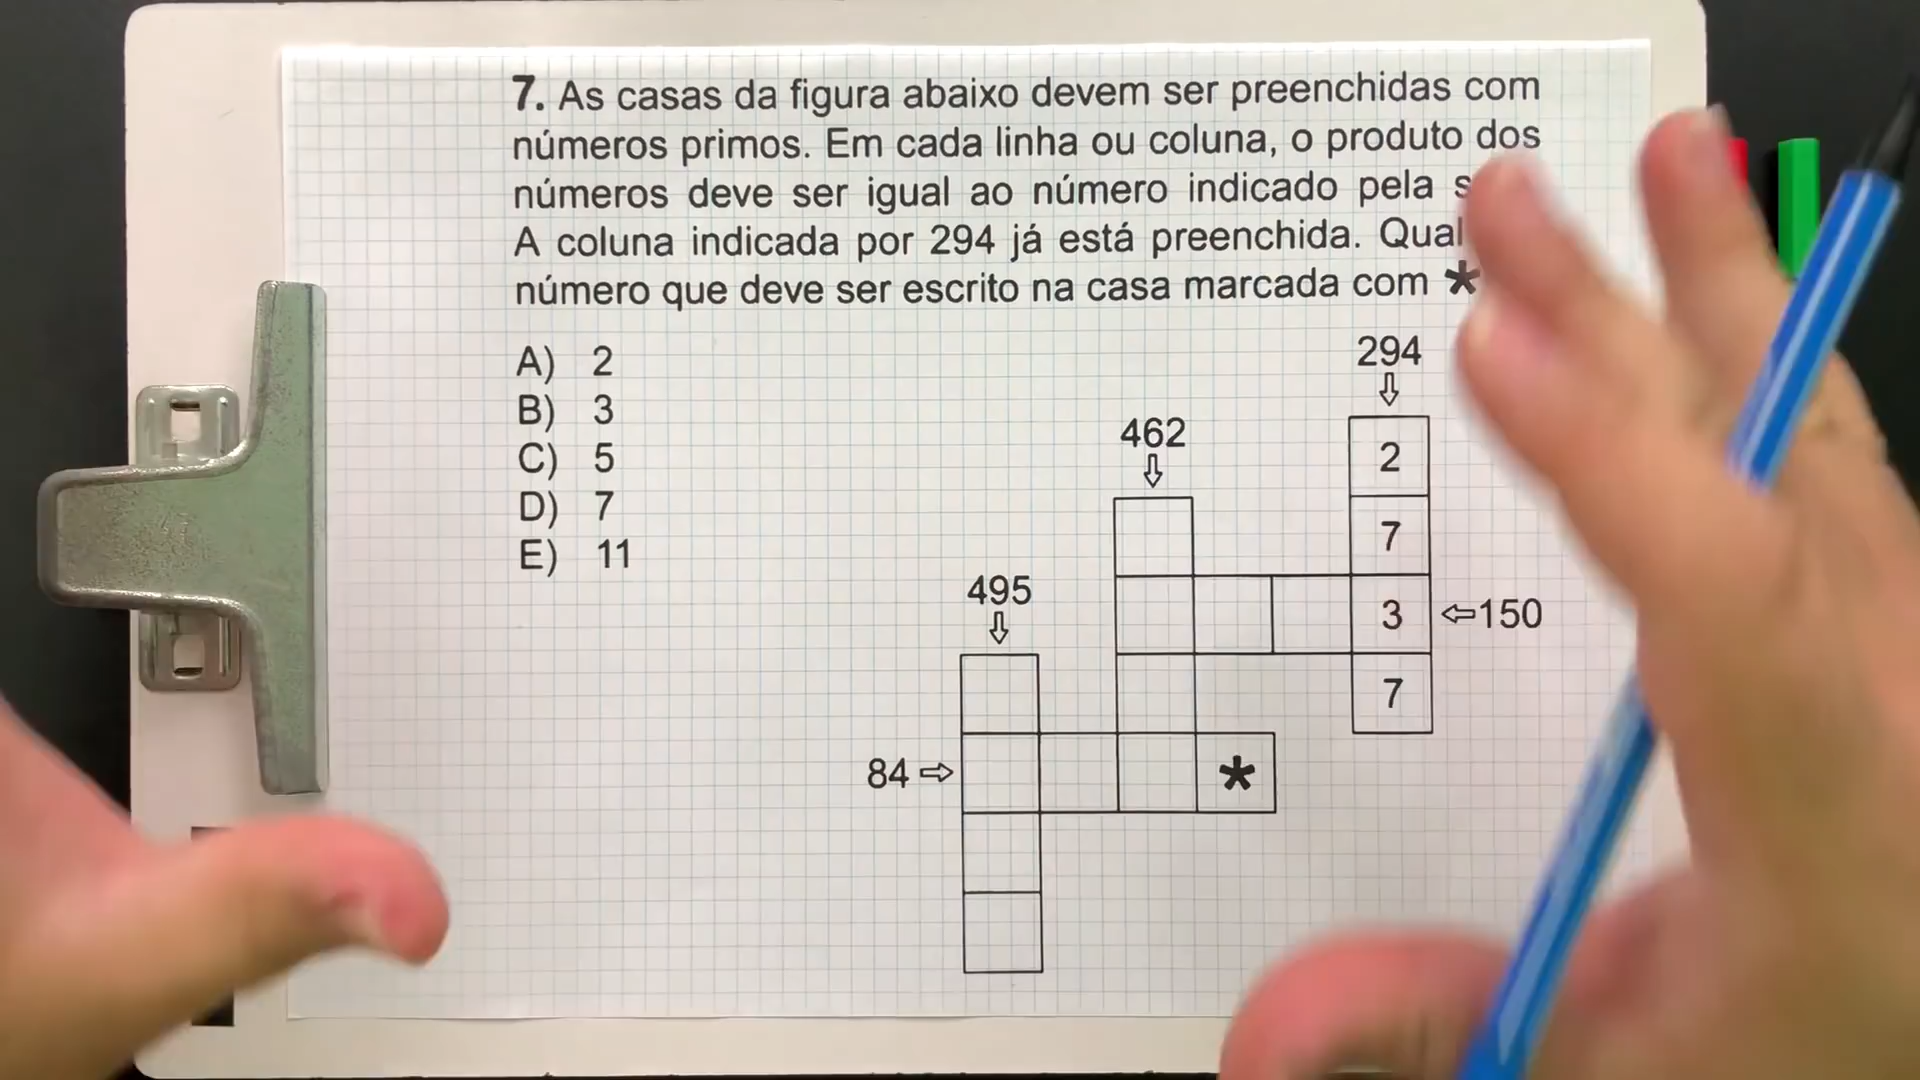 7. As casas da figura abaixo devem ser preenchidas com
números primos. Em cada linha ou coluna, o produto dos
números deve ser igual ao número indicado pela
A coluna indicada por 294 já está preenchida. Qual
número que deve ser escrito na casa marcada com *
A) 2
B) 3
C) 5
D) 7
E) 11
294
462
2
7
495
3 ⇦150
7
84 ⇨
*